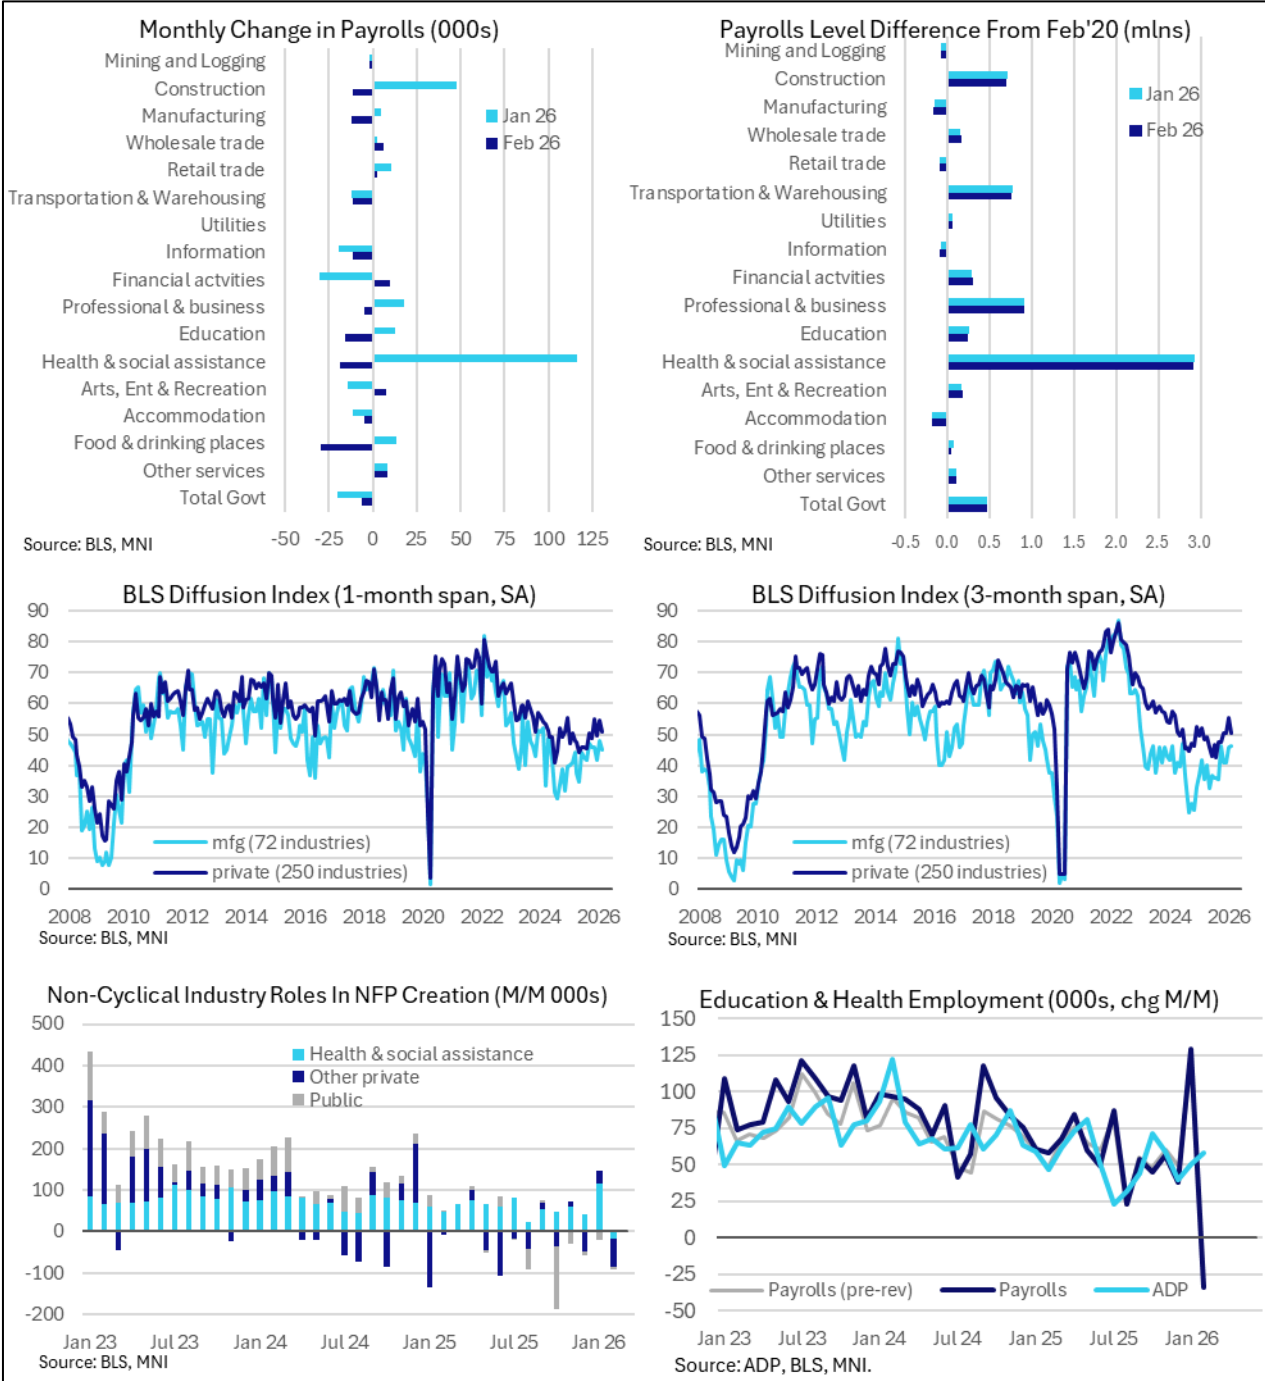 Monthly Change in Payrolls (000s)
Mining and Logging
Construction
Manufacturing
Wholesale trade
Retail trade
Transportation & Warehousing
Utilities
Information
Financial actvities
Professional & business
Education
Health & social assistance
Arts, Ent & Recreation
Accommodation
Food & drinking places
Other services
Total Govt
Jan 26
Feb 26
-50 -25 0 25 50 75 100 125
Source: BLS, MNI
Payrolls Level Difference From Feb'20 (mlns)
Mining and Logging
Construction
Manufacturing
Wholesale trade
Retail trade
Transportation & Warehousing
Utilities
Information
Financial actvities
Professional & business
Education
Health & social assistance
Arts, Ent & Recreation
Accommodation
Food & drinking places
Other services
Total Govt
Jan 26
Feb 26
-0.5 0.0 0.5 1.0 1.5 2.0 2.5 3.0
Source: BLS, MNI
BLS Diffusion Index (1-month span, SA)
90
80
70
60
50
40
30
20
10
0
mfg (72 industries)
private (250 industries)
2008 2010 2012 2014 2016 2018 2020 2022 2024 2026
Source: BLS, MNI
BLS Diffusion Index (3-month span, SA)
90
80
70
60
50
40
30
20
10
0
mfg (72 industries)
private (250 industries)
2008 2010 2012 2014 2016 2018 2020 2022 2024 2026
Source: BLS, MNI
Non-Cyclical Industry Roles In NFP Creation (M/M 000s)
500
400
300
200
100
0
-100
-200
Health & social assistance
Other private
Public
Jan 23 Jul 23 Jan 24 Jul 24 Jan 25 Jul 25 Jan 26
Source: BLS, MNI
Education & Health Employment (000s, chg M/M)
150
125
100
75
50
25
0
-25
-50
Payrolls (pre-rev) Payrolls ADP
Jan 23 Jul 23 Jan 24 Jul 24 Jan 25 Jul 25 Jan 26
Source: ADP, BLS, MNI.